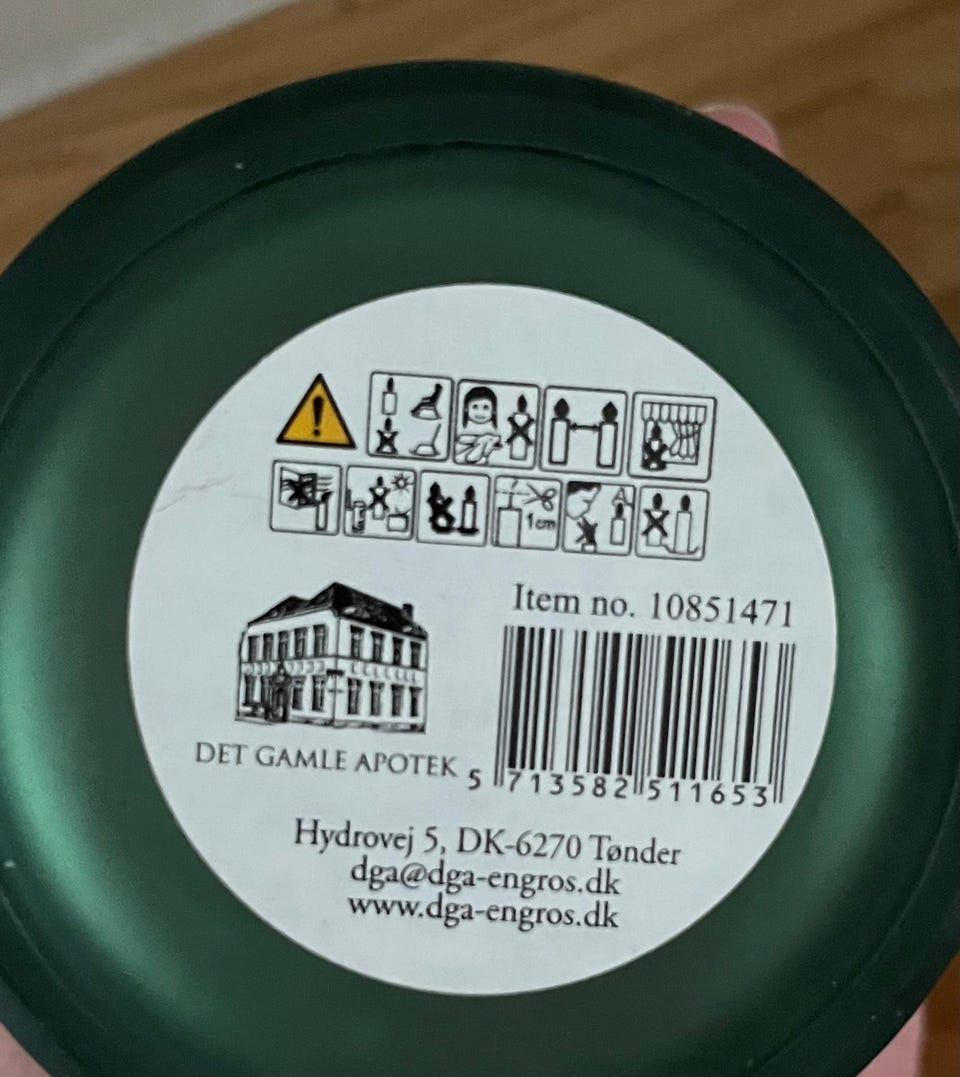 1cm
Item no. 10851471
DET GAMLE APOTEK
5 713582 511653
Hydrovej 5, DK-6270 Tønder
dga@dga-engros.dk
www.dga-engros.dk